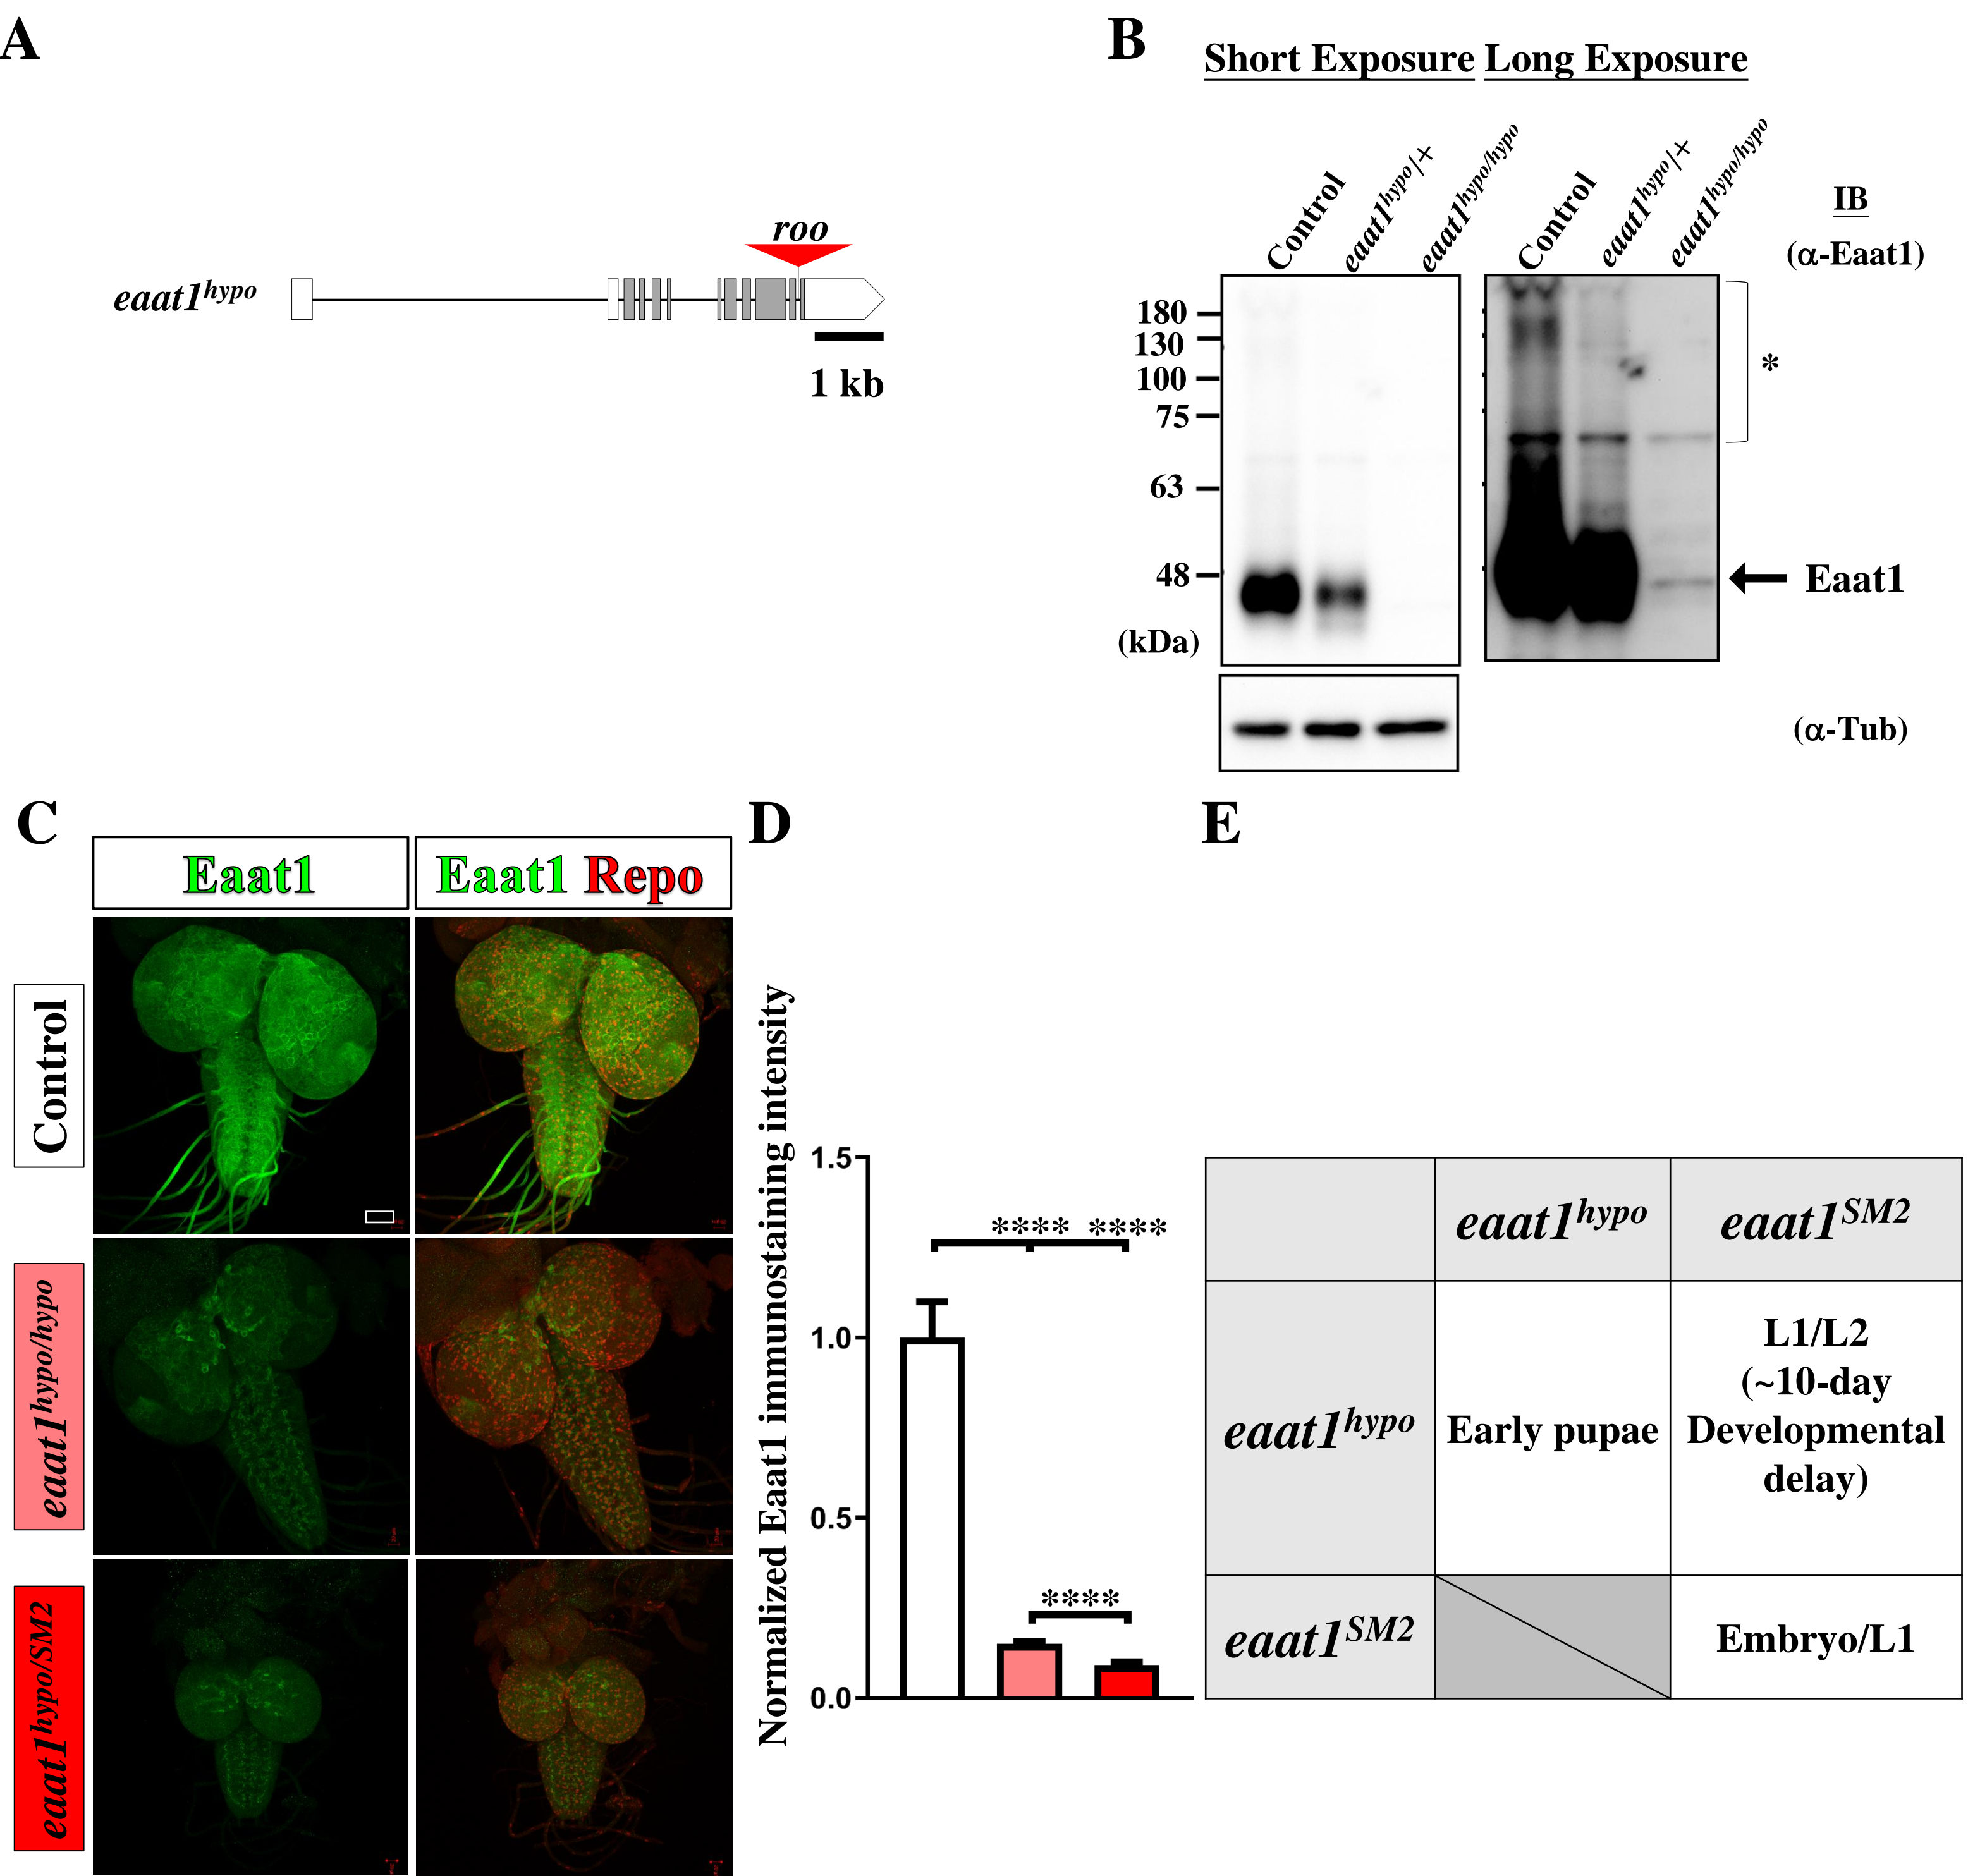 A
roo
eaat1hypo
1 kb
B
Short Exposure Long Exposure
Control
eaat1hypo/+
eaat1hypo/hypo
Control
eaat1hypo/+
eaat1hypo/hypo
IB
(α-Eaat1)
180
130
100
75
63
48
(kDa)
*
Eaat1
(α-Tub)
C
Eaat1
Eaat1 Repo
Control
eaat1hypo/hypo
eaat1hypo/SM2
D
Normalized Eaat1 immunostaining intensity
1.5
1.0
0.5
0.0
**** ****
****
E
eaat1hypo
eaat1SM2
eaat1hypo
Early pupae
L1/L2
(~10-day
Developmental
delay)
eaat1SM2
Embryo/L1